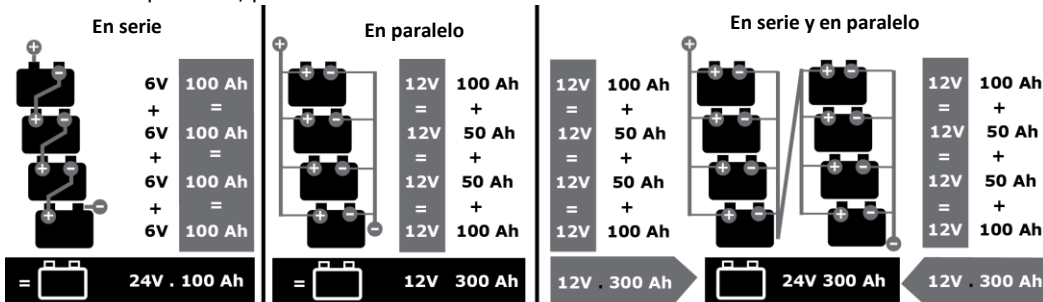 En serie
6V 100 Ah
+ =
6V 100 Ah
+ =
6V 100 Ah
+ =
6V 100 Ah
= 24V . 100 Ah
En paralelo
12V 100 Ah
= +
12V 50 Ah
= +
12V 50 Ah
= +
12V 100 Ah
= 12V 300 Ah
En serie y en paralelo
12V 100 Ah
= +
12V 50 Ah
= +
12V 50 Ah
= +
12V 100 Ah
12V . 300 Ah
24V 300 Ah
12V 100 Ah
= +
12V 50 Ah
= +
12V 50 Ah
= +
12V 100 Ah
12V . 300 Ah